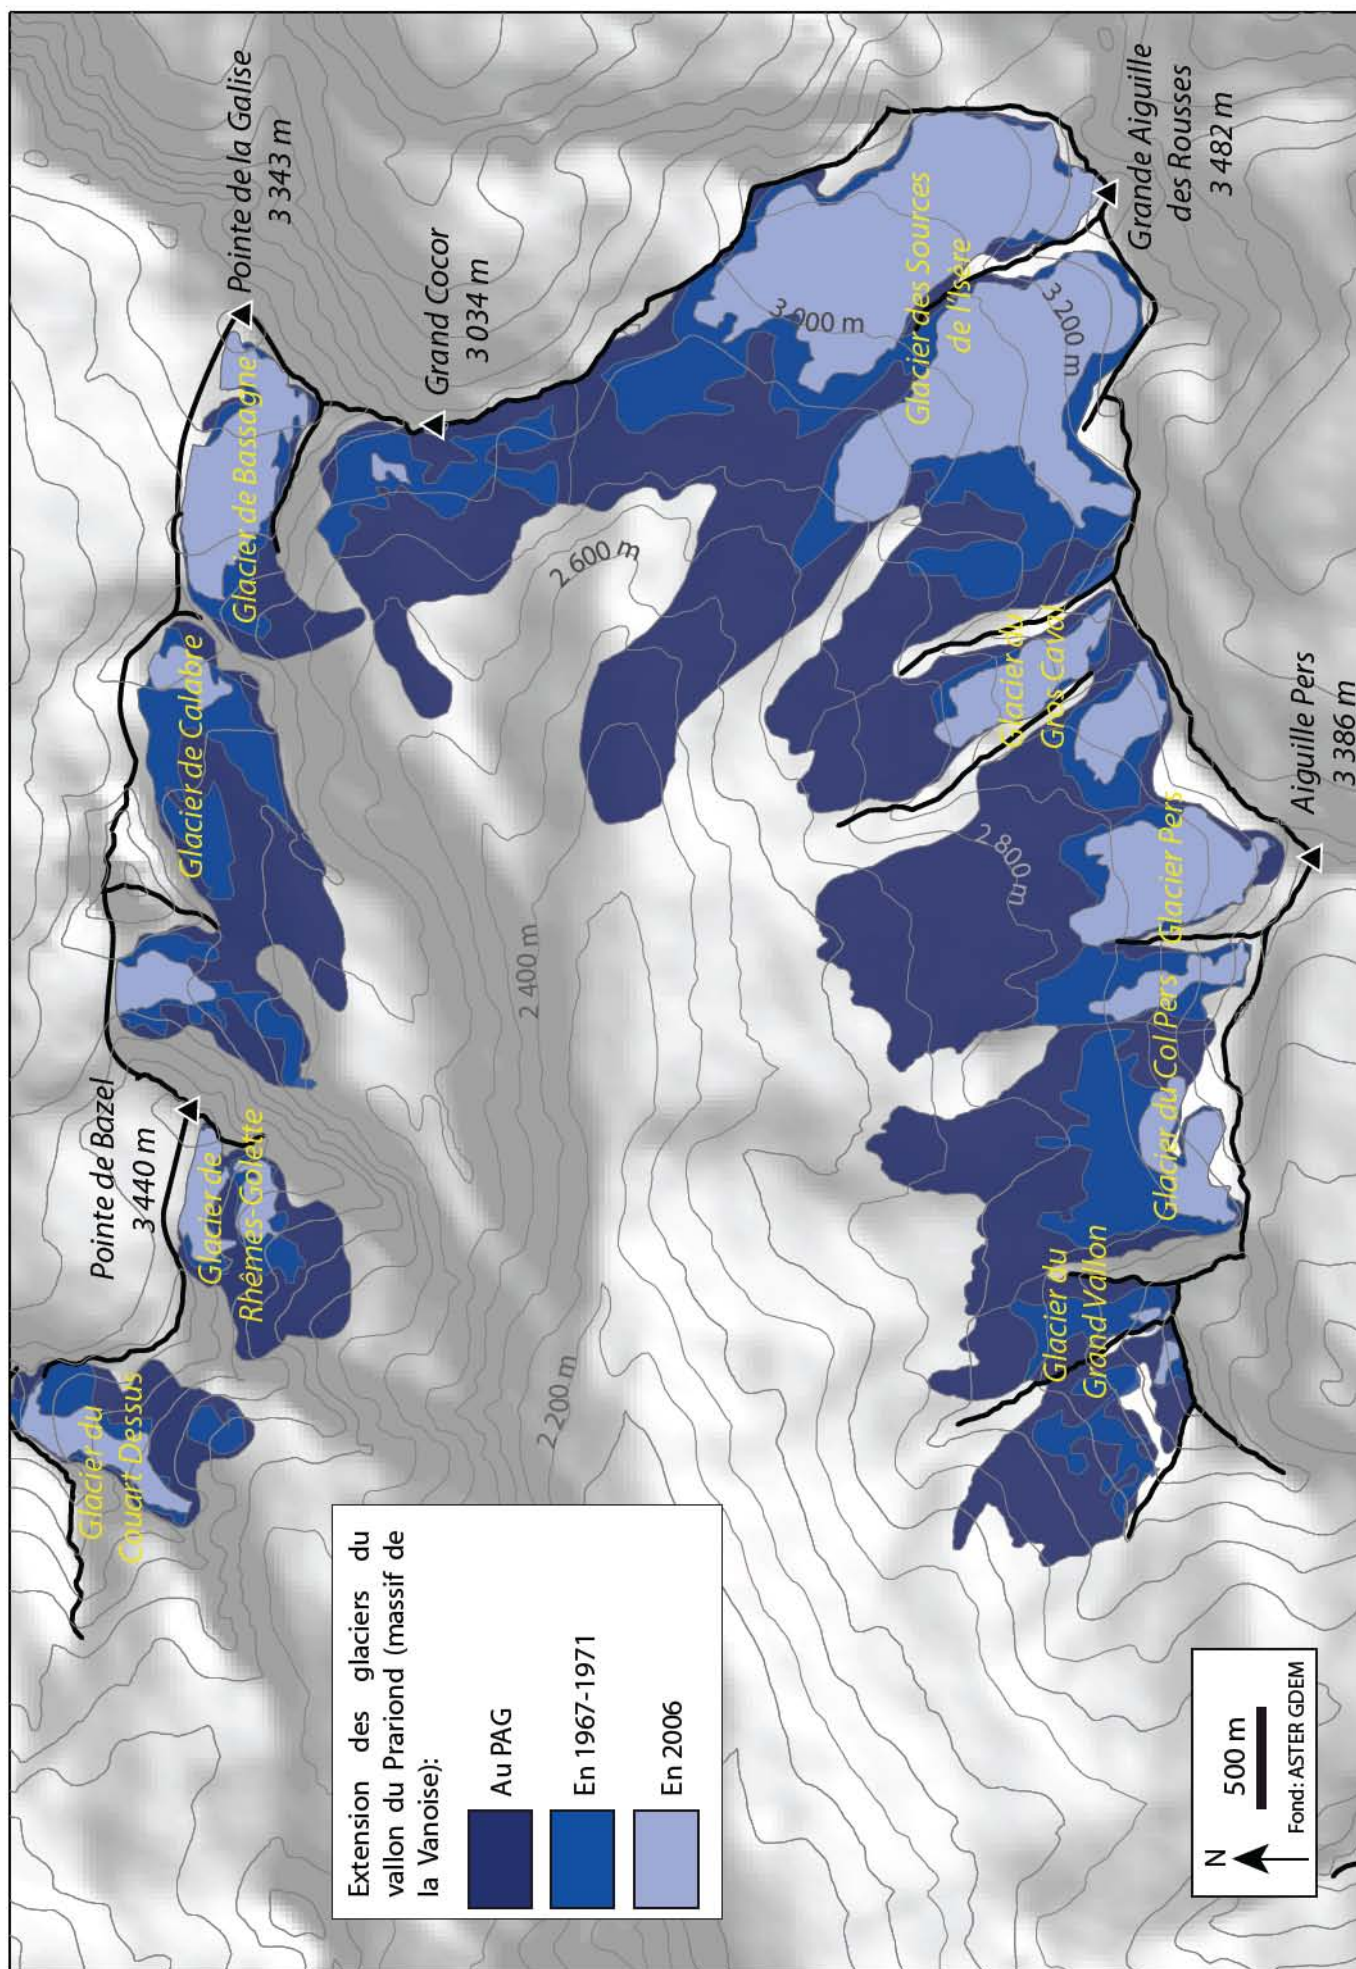 Glacier du
Couart Dessus
Pointe de Bazel
3 440 m
Glacier de
Rhêmes-Golette
Glacier de Calabre
Glacier de Bassagne
Pointe de la Galise
3 343 m
Grand Cocor
3 034 m
2 200 m
2 400 m
2 600 m
2 800 m
3 000 m
3 200 m
Glacier des Sources
de l'Isère
Grande Aiguille
des Rousses
3 482 m
Glacier du
Gros Caval
Glacier Pers
Aiguille Pers
3 386 m
Glacier du Col Pers
Glacier du
Grand Vallon
Extension des glaciers du
vallon du Prariond (massif de
la Vanoise):
Au PAG
En 1967-1971
En 2006
N
500 m
Fond: ASTER GDEM